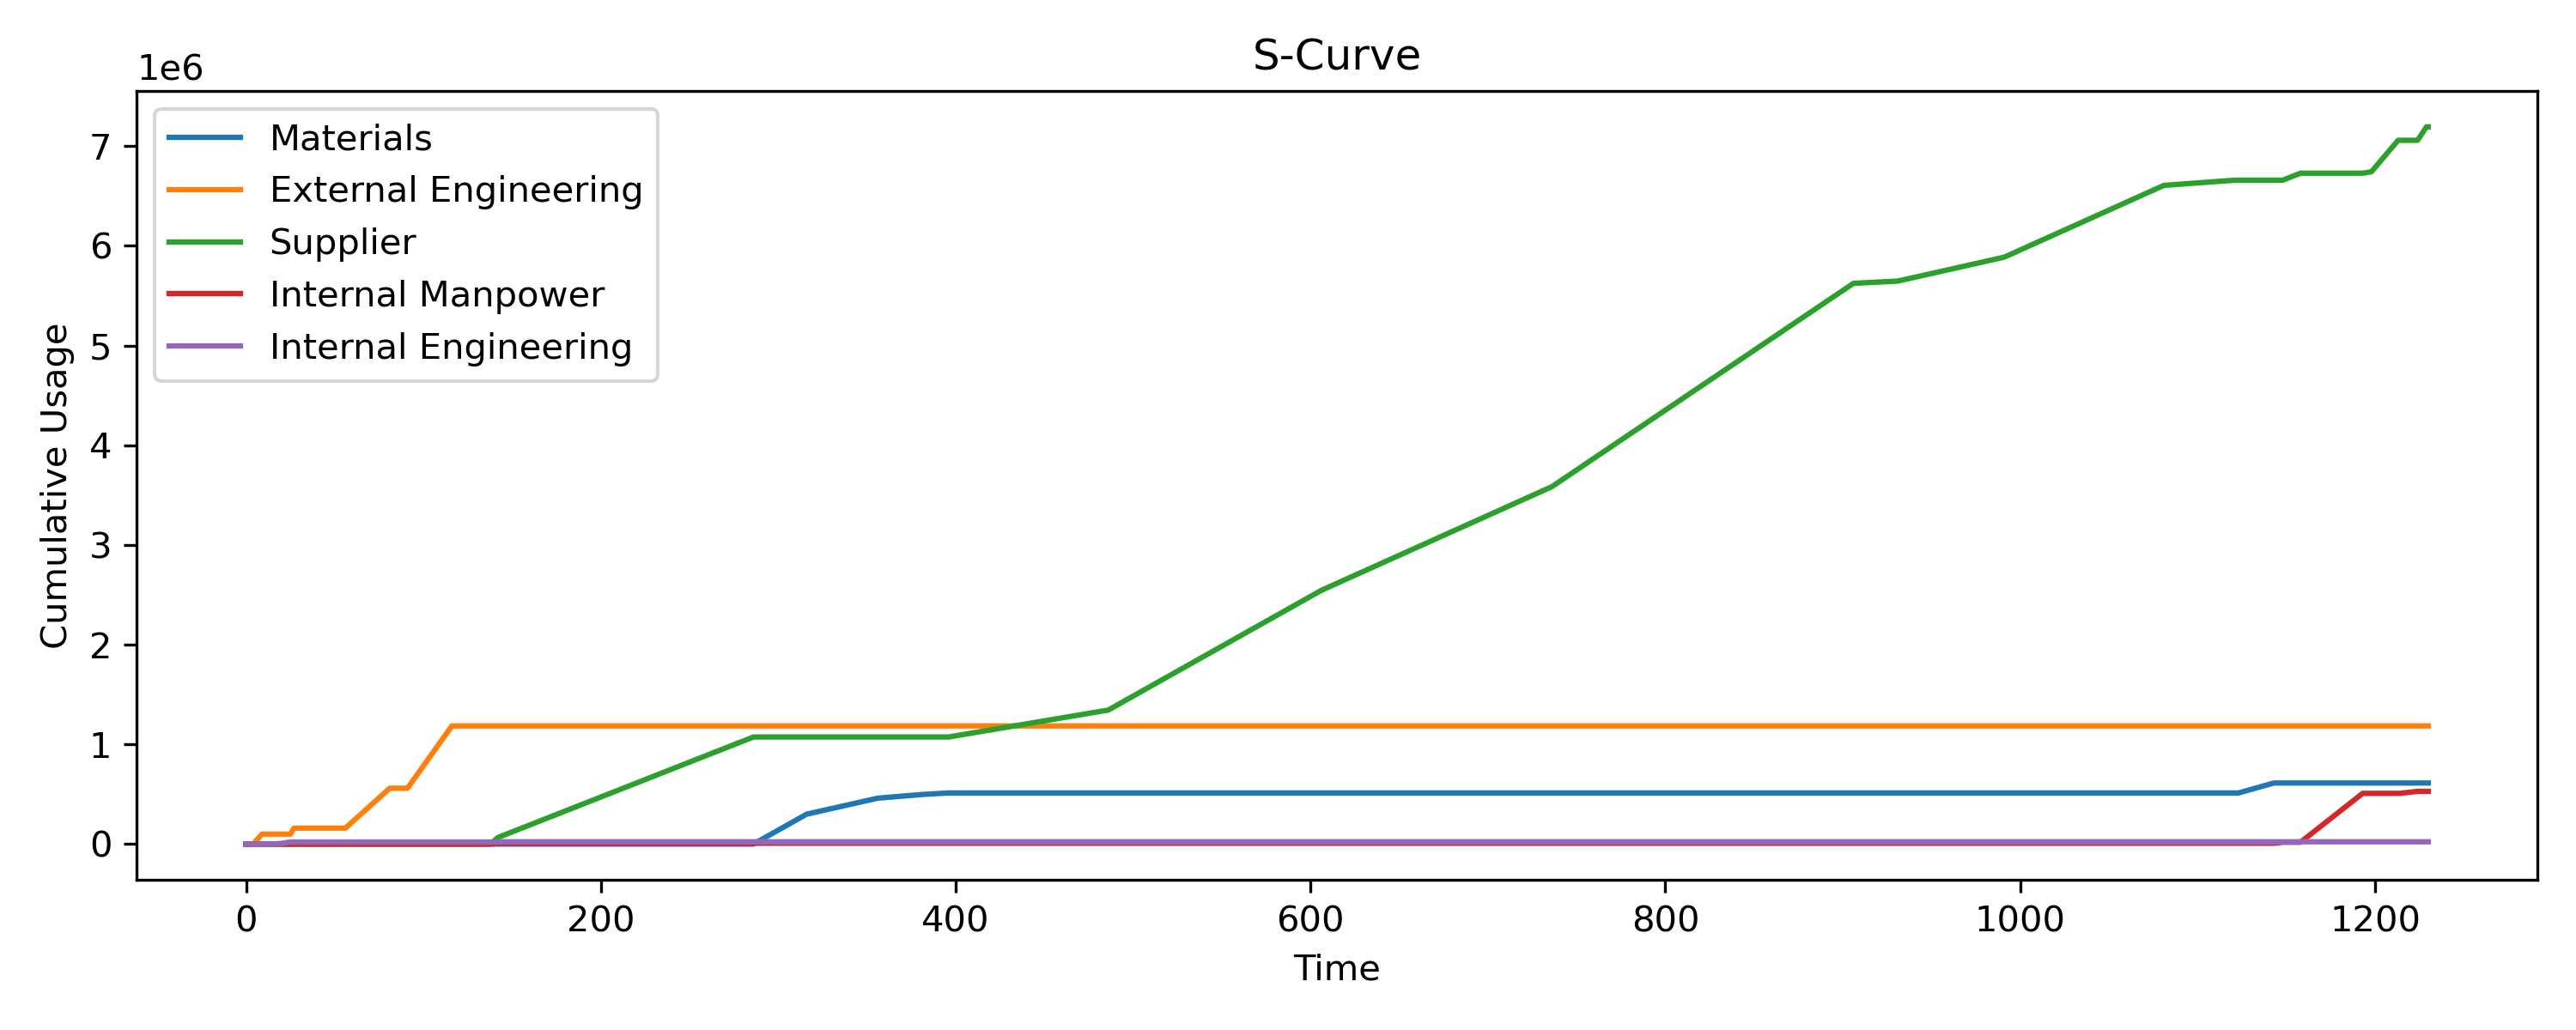 S-Curve
1e6
Materials
External Engineering
Supplier
Internal Manpower
Internal Engineering
7
6
5
4
3
2
1
0
Cumulative Usage
0 200 400 600 800 1000 1200
Time